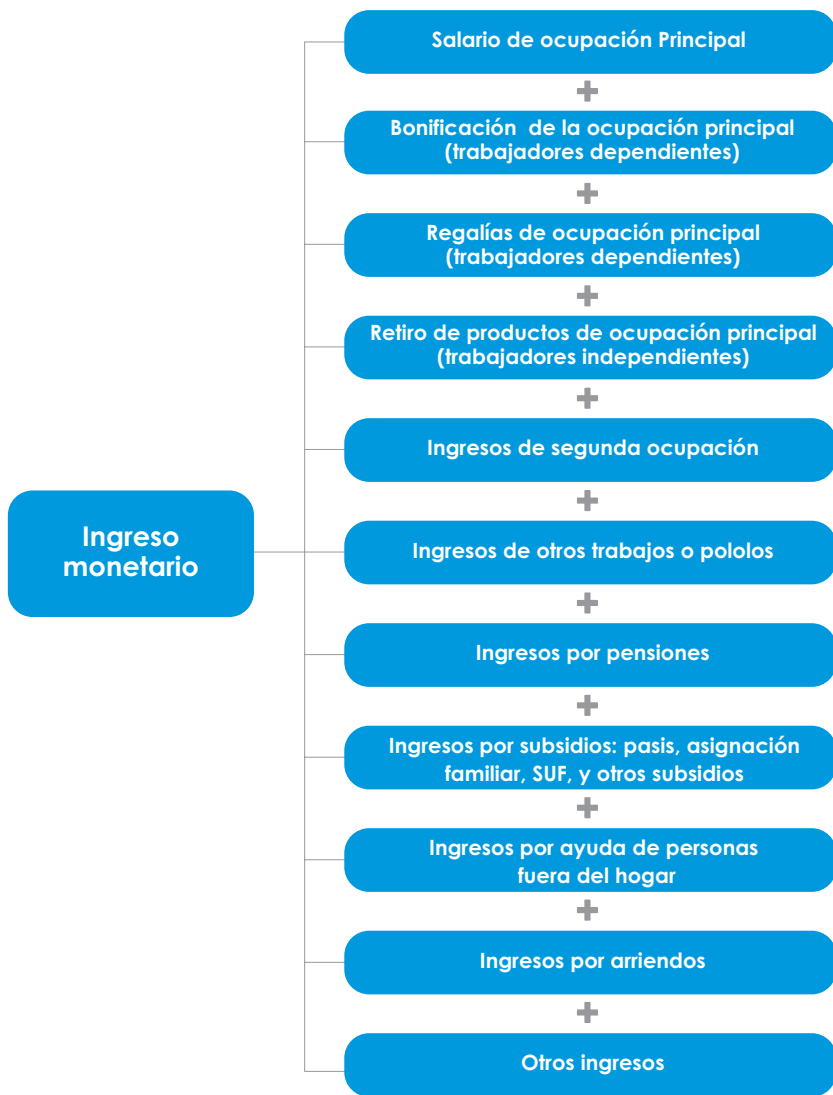 Salario de ocupación Principal
+
Bonificación de la ocupación principal
(trabajadores dependientes)
+
Regalías de ocupación principal
(trabajadores dependientes)
+
Retiro de productos de ocupación principal
(trabajadores independientes)
+
Ingresos de segunda ocupación
+
Ingreso
monetario
Ingresos de otros trabajos o pololos
+
Ingresos por pensiones
+
Ingresos por subsidios: pasis, asignación
familiar, SUF, y otros subsidios
+
Ingresos por ayuda de personas
fuera del hogar
+
Ingresos por arriendos
+
Otros ingresos